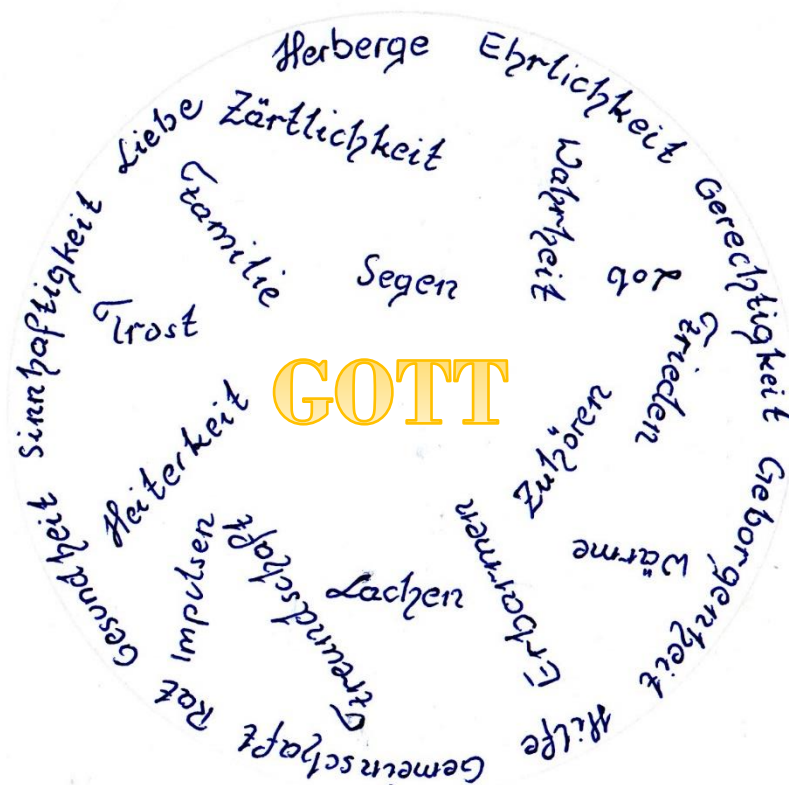 Herberge
Ehrlichkeit
Gerechtigkeit
Geborgenheit
Hilfe
Gemeinschaft
Rat
Gesundheit
Sinnhaftigkeit
Liebe
Zärtlichkeit
Wahrheit
Lob
Frieden
Familie
Segen
Trost
GOTT
Zuhören
Heiterkeit
Wärme
Erbarmen
Impulsen
Freundschaft
Lachen